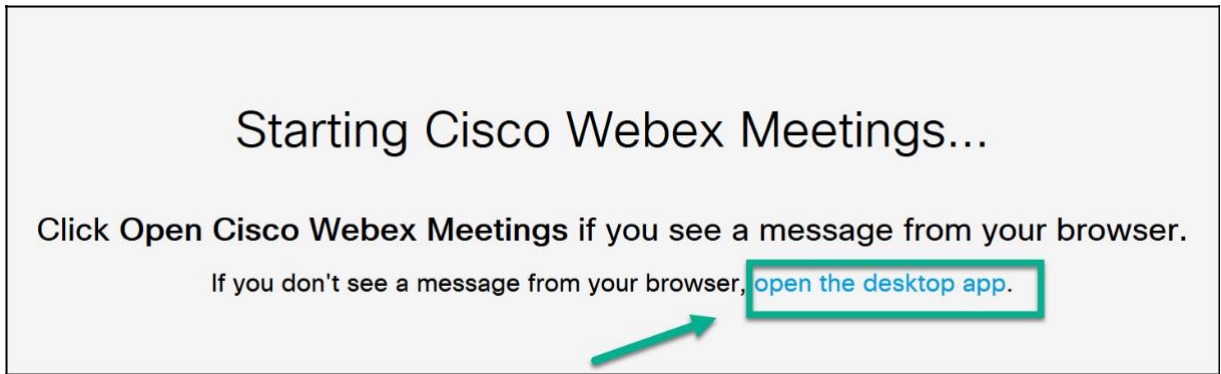 Starting Cisco Webex Meetings...
Click Open Cisco Webex Meetings if you see a message from your browser.
If you don't see a message from your browser, open the desktop app.